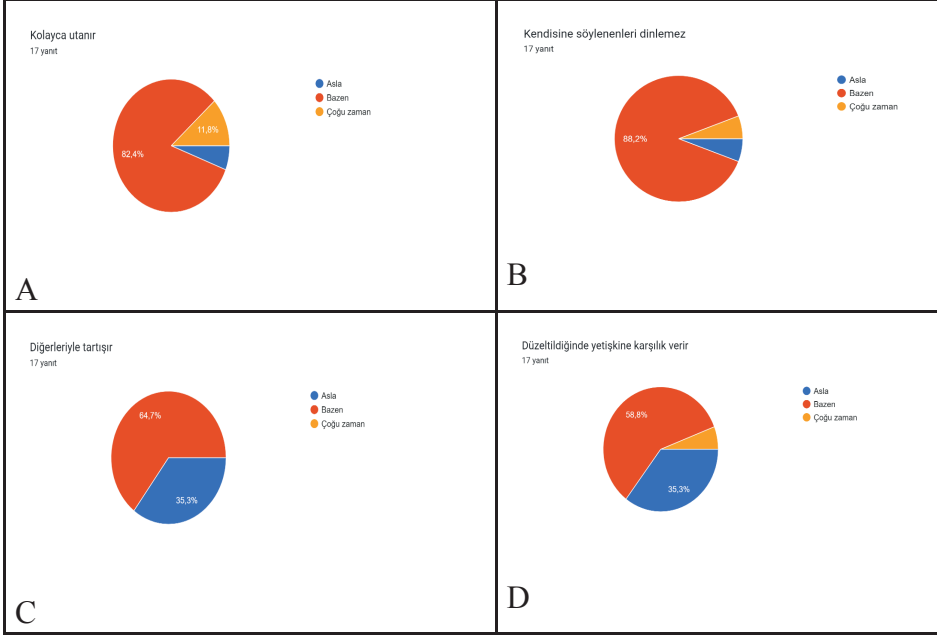 Kolayca utanır
17 yanıt
Asla
Bazen
Çoğu zaman
11,8%
82,4%
A
Kendisine söylenenleri dinlemez
17 yanıt
Asla
Bazen
Çoğu zaman
88,2%
B
Diğerleriyle tartışır
17 yanıt
Asla
Bazen
Çoğu zaman
64,7%
35,3%
C
Düzeltildiğinde yetişkine karşılık verir
17 yanıt
Asla
Bazen
Çoğu zaman
58,8%
35,3%
D